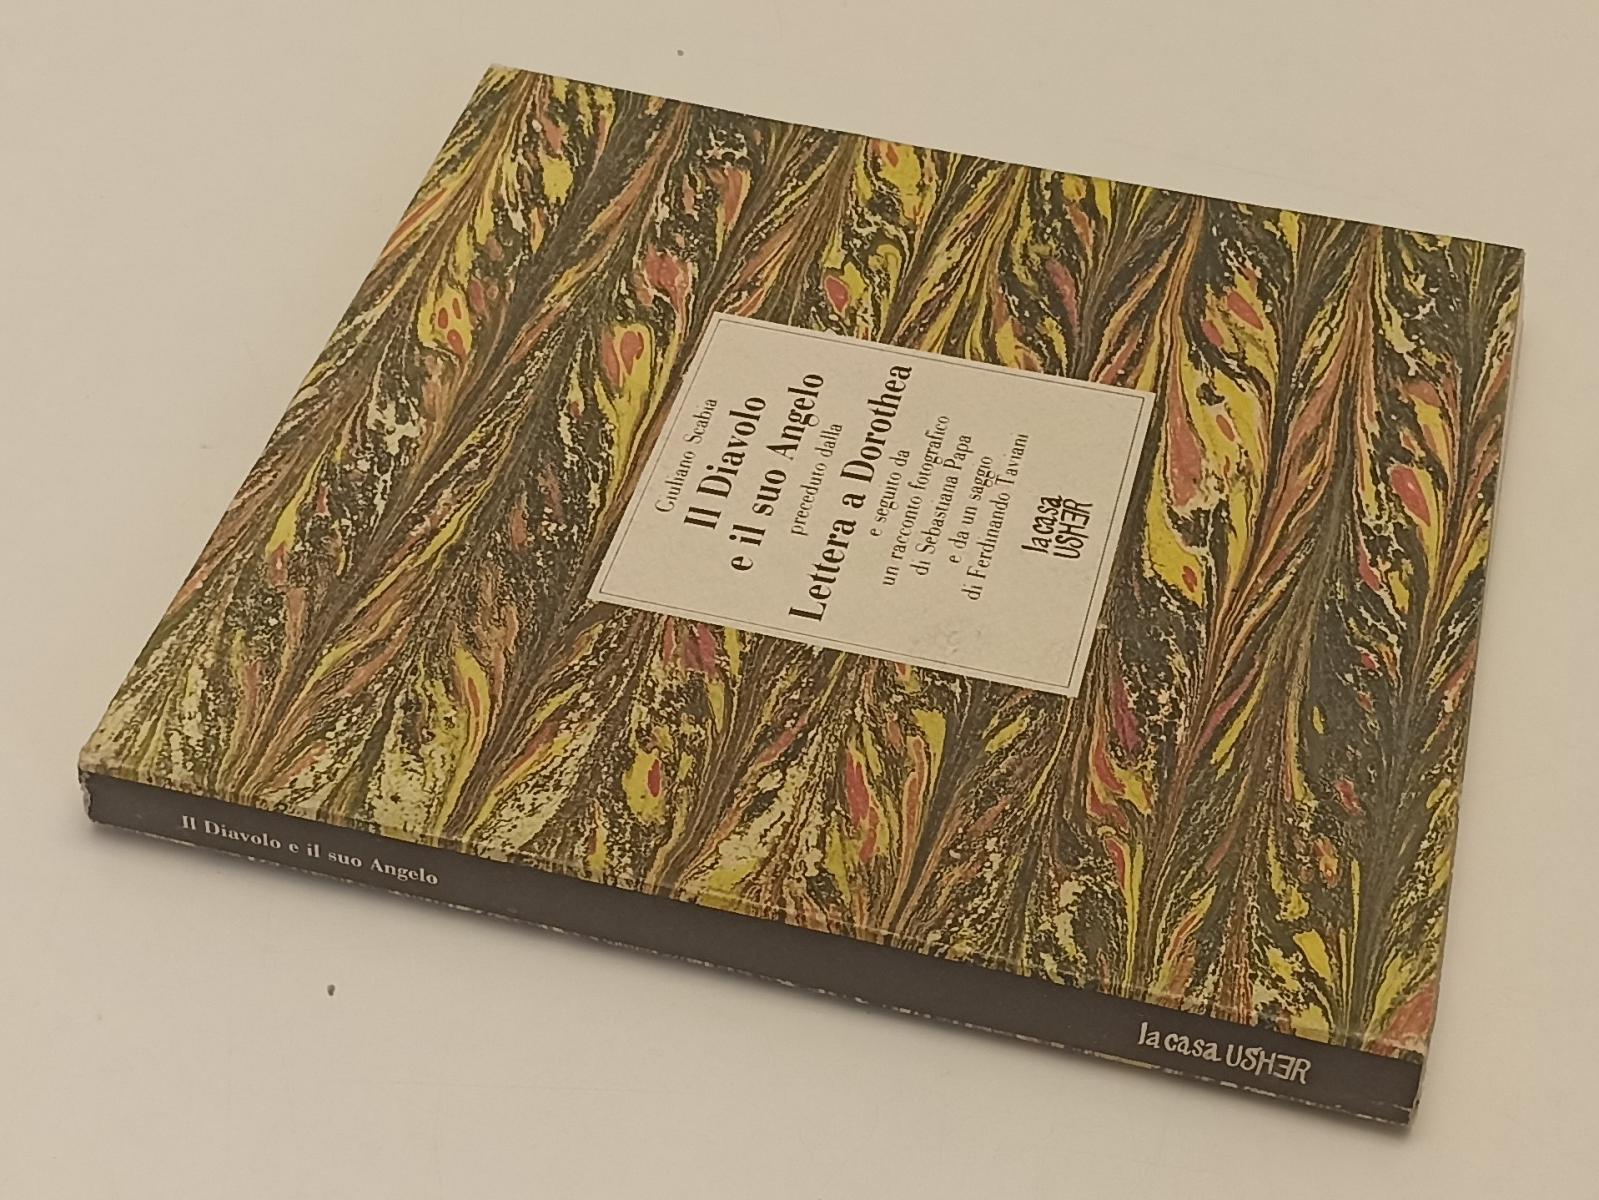 Giuliano Scabia
Il Diavolo
e il suo Angelo
preceduto dalla
Lettera a Dorothea
e seguito da
un racconto fotografico
di Sebastiana Papa
e da un saggio
di Ferdinando Taviani
la casa
USHER
Il Diavolo e il suo Angelo
la casa USHER